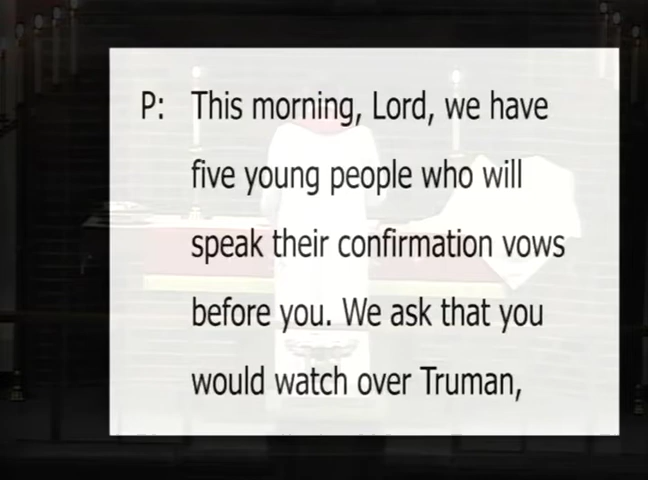 P: This morning, Lord, we have
five young people who will
speak their confirmation vows
before you. We ask that you
would watch over Truman,